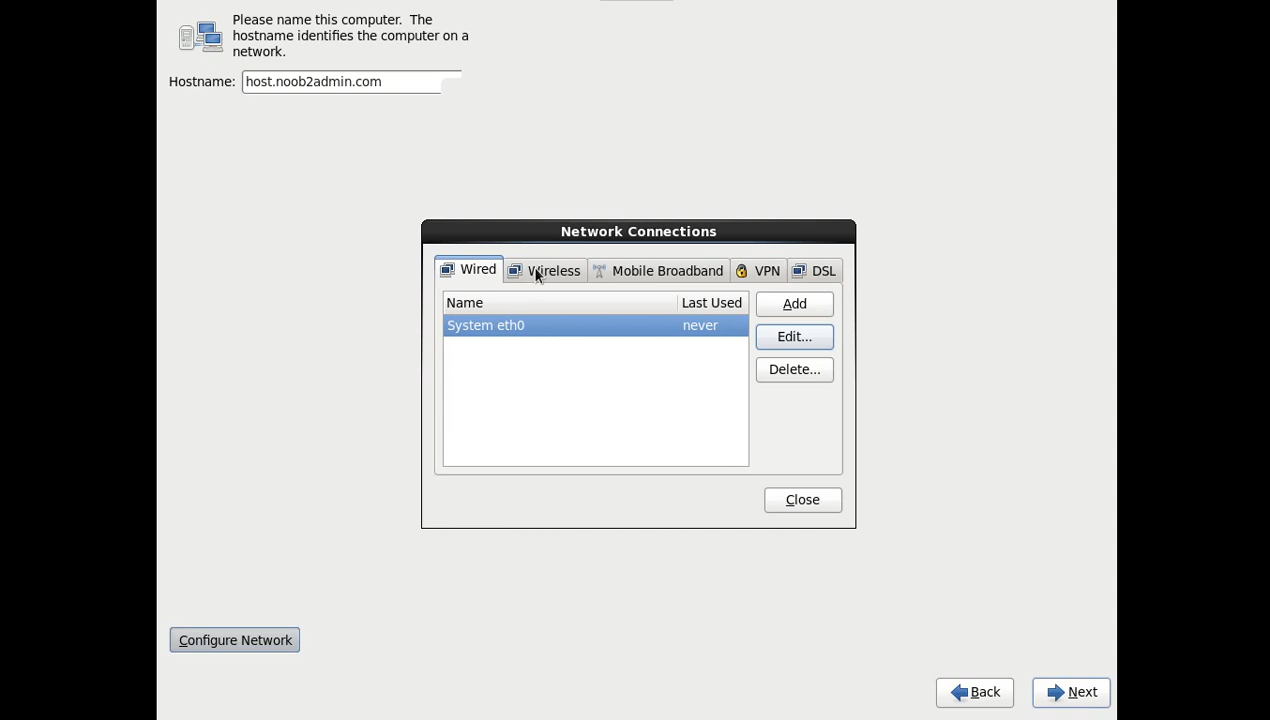 Please name this computer.  The
hostname identifies the computer on a
network.
Hostname: host.noob2admin.com
Network Connections
Wired Wireless Mobile Broadband VPN DSL
Name Last Used
System eth0 never
Add
Edit...
Delete...
Close
Configure Network
Back Next